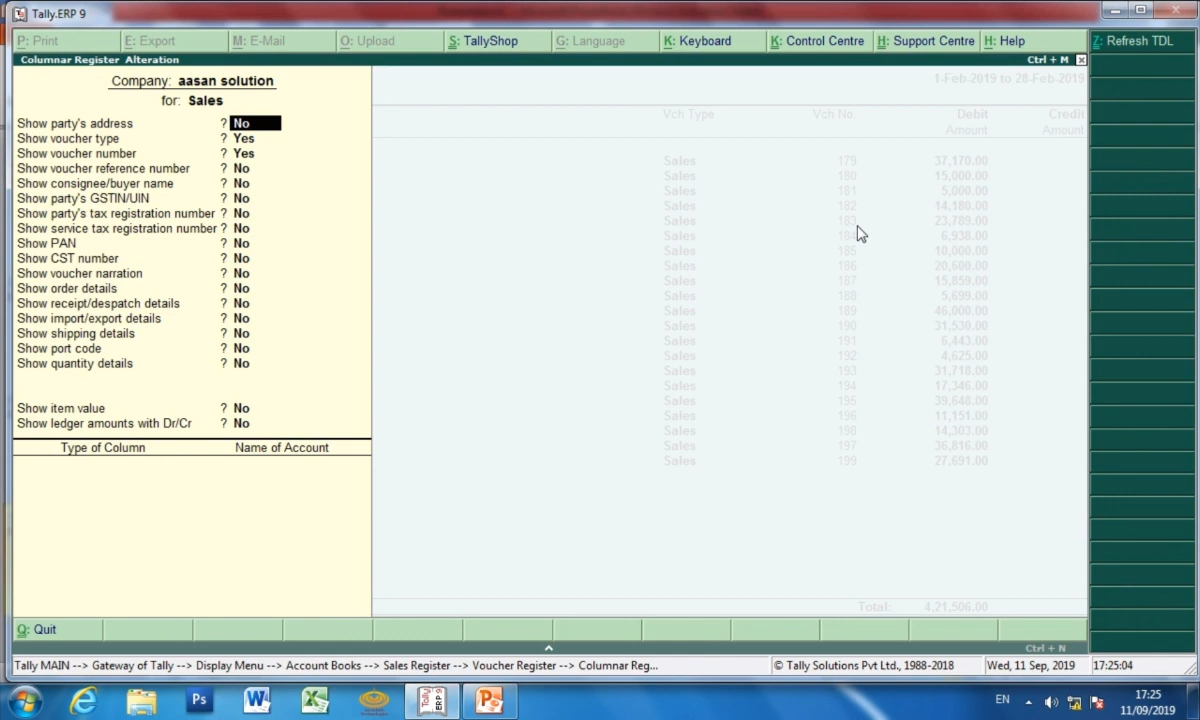 Tally.ERP 9
P: Print E: Export M: E-Mail O: Upload S: TallyShop G: Language K: Keyboard K: Control Centre H: Support Centre H: Help Z: Refresh TDL
Columnar Register Alteration Ctrl + M
Company: aasan solution
for: Sales
1-Feb-2019 to 28-Feb-2019
Vch Type Vch No. Debit Credit
Amount Amount
Show party's address ? No
Show voucher type ? Yes
Show voucher number ? Yes
Show voucher reference number ? No
Show consignee/buyer name ? No
Show party's GSTIN/UIN ? No
Show party's tax registration number ? No
Show service tax registration number ? No
Show PAN ? No
Show CST number ? No
Show voucher narration ? No
Show order details ? No
Show receipt/despatch details ? No
Show import/export details ? No
Show shipping details ? No
Show port code ? No
Show quantity details ? No
Show item value ? No
Show ledger amounts with Dr/Cr ? No
Type of Column Name of Account
Sales 179 37,170.00
Sales 180 15,000.00
Sales 181 5,000.00
Sales 182 14,180.00
Sales 183 23,789.00
Sales 184 6,938.00
Sales 185 10,000.00
Sales 186 20,600.00
Sales 187 15,859.00
Sales 188 5,699.00
Sales 189 46,000.00
Sales 190 31,530.00
Sales 191 6,443.00
Sales 192 4,625.00
Sales 193 31,718.00
Sales 194 17,346.00
Sales 195 39,648.00
Sales 196 11,151.00
Sales 198 14,303.00
Sales 197 36,816.00
Sales 199 27,691.00
Total: 4,21,506.00
Q: Quit
Ctrl + N
Tally MAIN --> Gateway of Tally --> Display Menu --> Account Books --> Sales Register --> Voucher Register --> Columnar Reg... © Tally Solutions Pvt Ltd., 1988-2018 Wed, 11 Sep, 2019 17:25:04
Ps Tally ERP 9 EN 17:25
11/09/2019